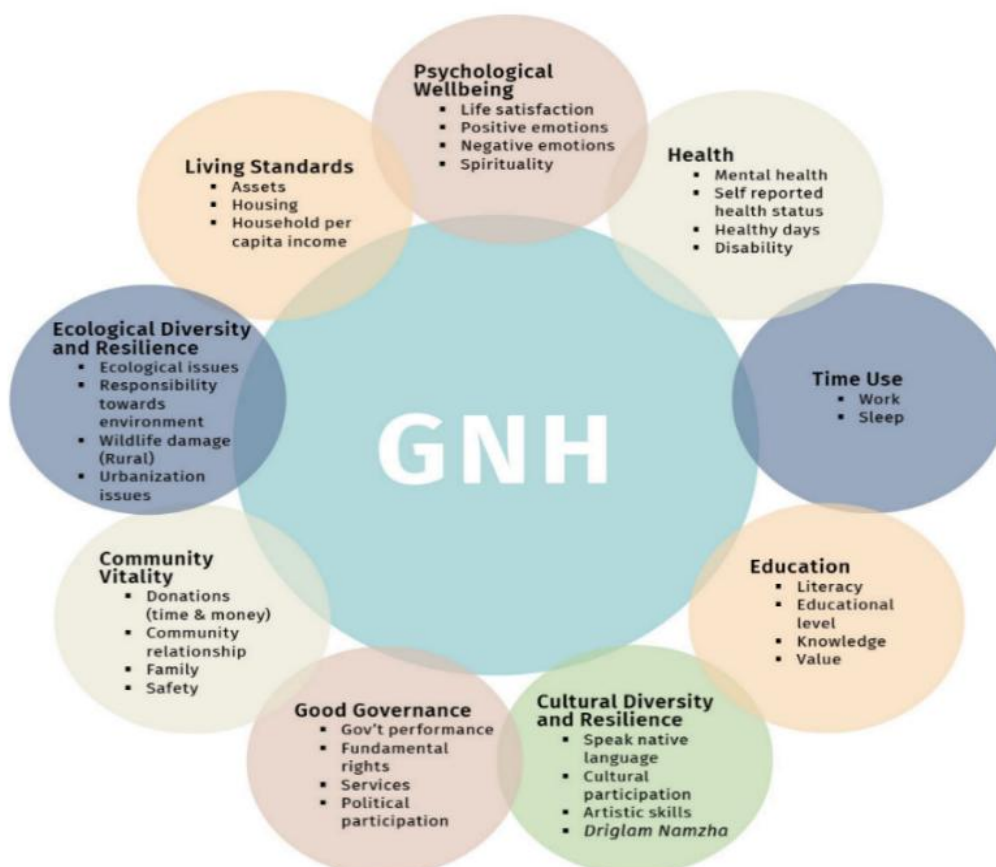 Psychological
Wellbeing
▪ Life satisfaction
▪ Positive emotions
▪ Negative emotions
▪ Spirituality
Health
▪ Mental health
▪ Self reported
health status
▪ Healthy days
▪ Disability
Time Use
▪ Work
▪ Sleep
Education
▪ Literacy
▪ Educational
level
▪ Knowledge
▪ Value
Cultural Diversity
and Resilience
▪ Speak native
language
▪ Cultural
participation
▪ Artistic skills
▪ Driglam Namzha
Good Governance
▪ Gov't performance
▪ Fundamental
rights
▪ Services
▪ Political
participation
Community
Vitality
▪ Donations
(time & money)
▪ Community
relationship
▪ Family
▪ Safety
Ecological Diversity
and Resilience
▪ Ecological issues
▪ Responsibility
towards
environment
▪ Wildlife damage
(Rural)
▪ Urbanization
issues
Living Standards
▪ Assets
▪ Housing
▪ Household per
capita income
GNH